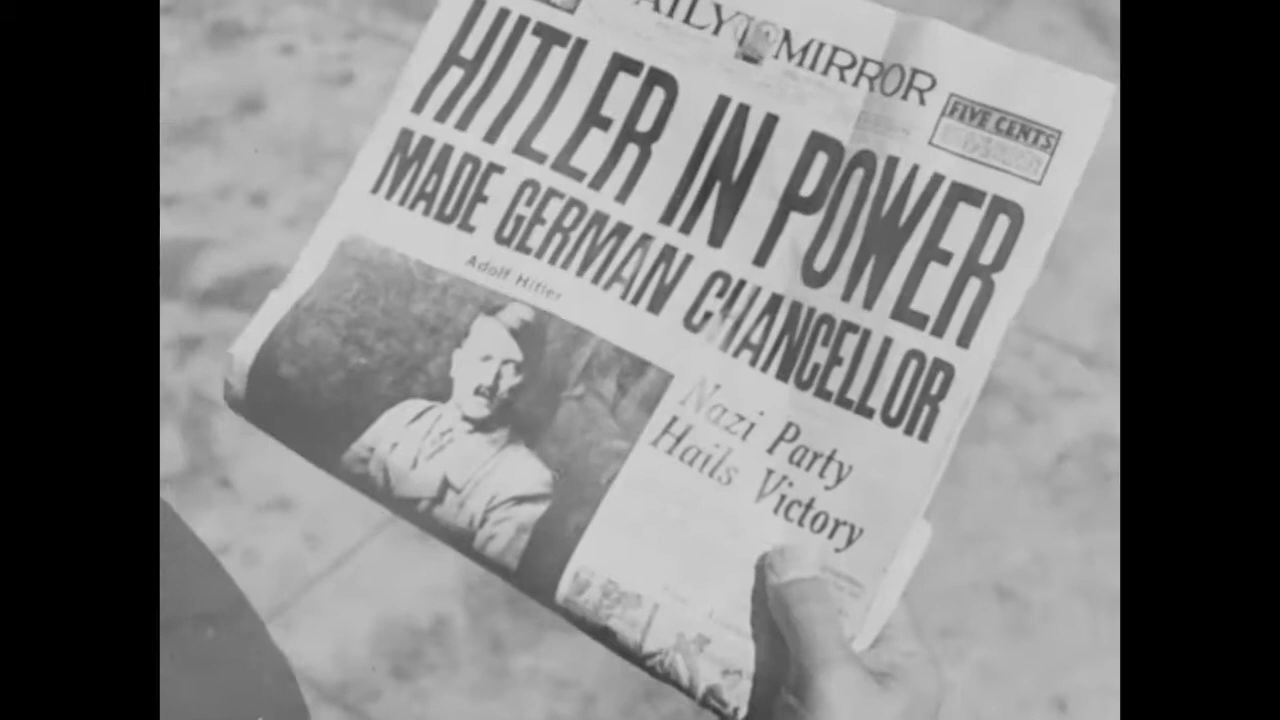 DAILY MIRROR
FIVE CENTS
HITLER IN POWER
MADE GERMAN CHANCELLOR
Adolf Hitler
Nazi Party
Hails Victory